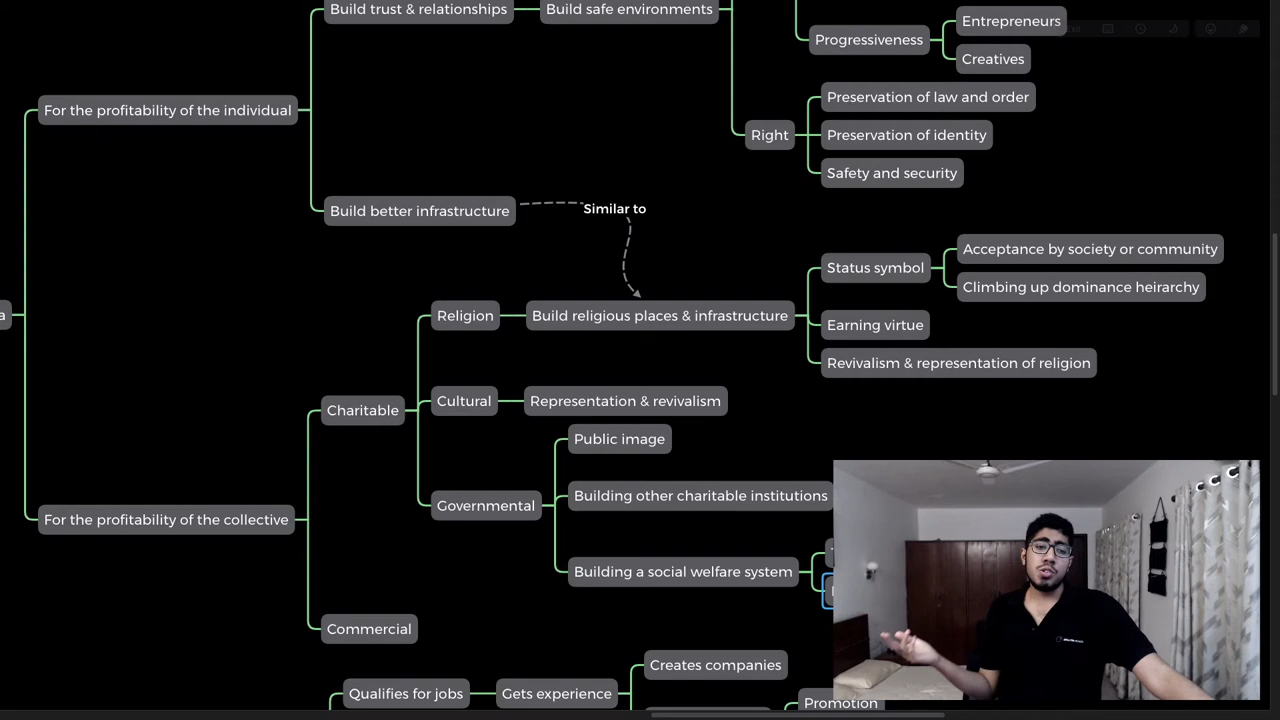 Build trust & relationships
Build safe environments
Progressiveness
Entrepreneurs
Creatives
For the profitability of the individual
Right
Preservation of law and order
Preservation of identity
Safety and security
Build better infrastructure
Similar to
Religion
Build religious places & infrastructure
Status symbol
Acceptance by society or community
Climbing up dominance heirarchy
Earning virtue
Revivalism & representation of religion
a
Charitable
Cultural
Representation & revivalism
Public image
Governmental
Building other charitable institutions
Building a social welfare system
For the profitability of the collective
Commercial
Qualifies for jobs
Gets experience
Creates companies
Promotion